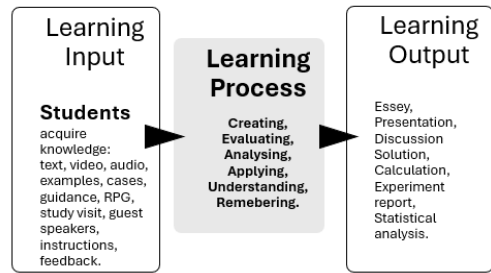 Learning
Input
Students
acquire
knowledge:
text, video, audio,
examples, cases,
guidance, RPG,
study visit, guest
speakers,
instructions,
feedback.
Learning
Process
Creating,
Evaluating,
Analysing,
Applying,
Understanding,
Remebering.
Learning
Output
Essey,
Presentation,
Discussion
Solution,
Calculation,
Experiment
report,
Statistical
analysis.